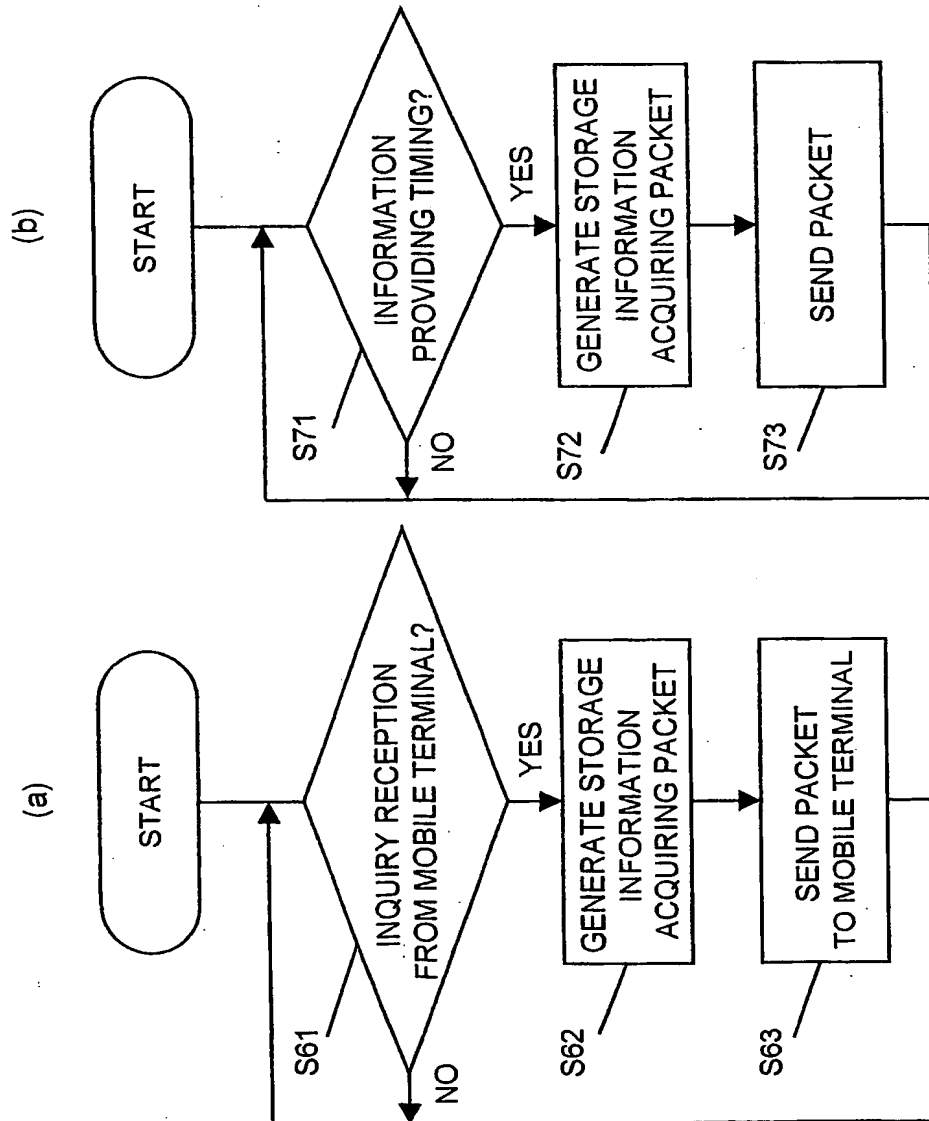 (a)
START
INQUIRY RECEPTION
FROM MOBILE TERMINAL?
S61
NO
YES
GENERATE STORAGE
INFORMATION
ACQUIRING PACKET
S62
SEND PACKET
TO MOBILE TERMINAL
S63
(b)
START
INFORMATION
PROVIDING TIMING?
S71
NO
YES
GENERATE STORAGE
INFORMATION
ACQUIRING PACKET
S72
SEND PACKET
S73